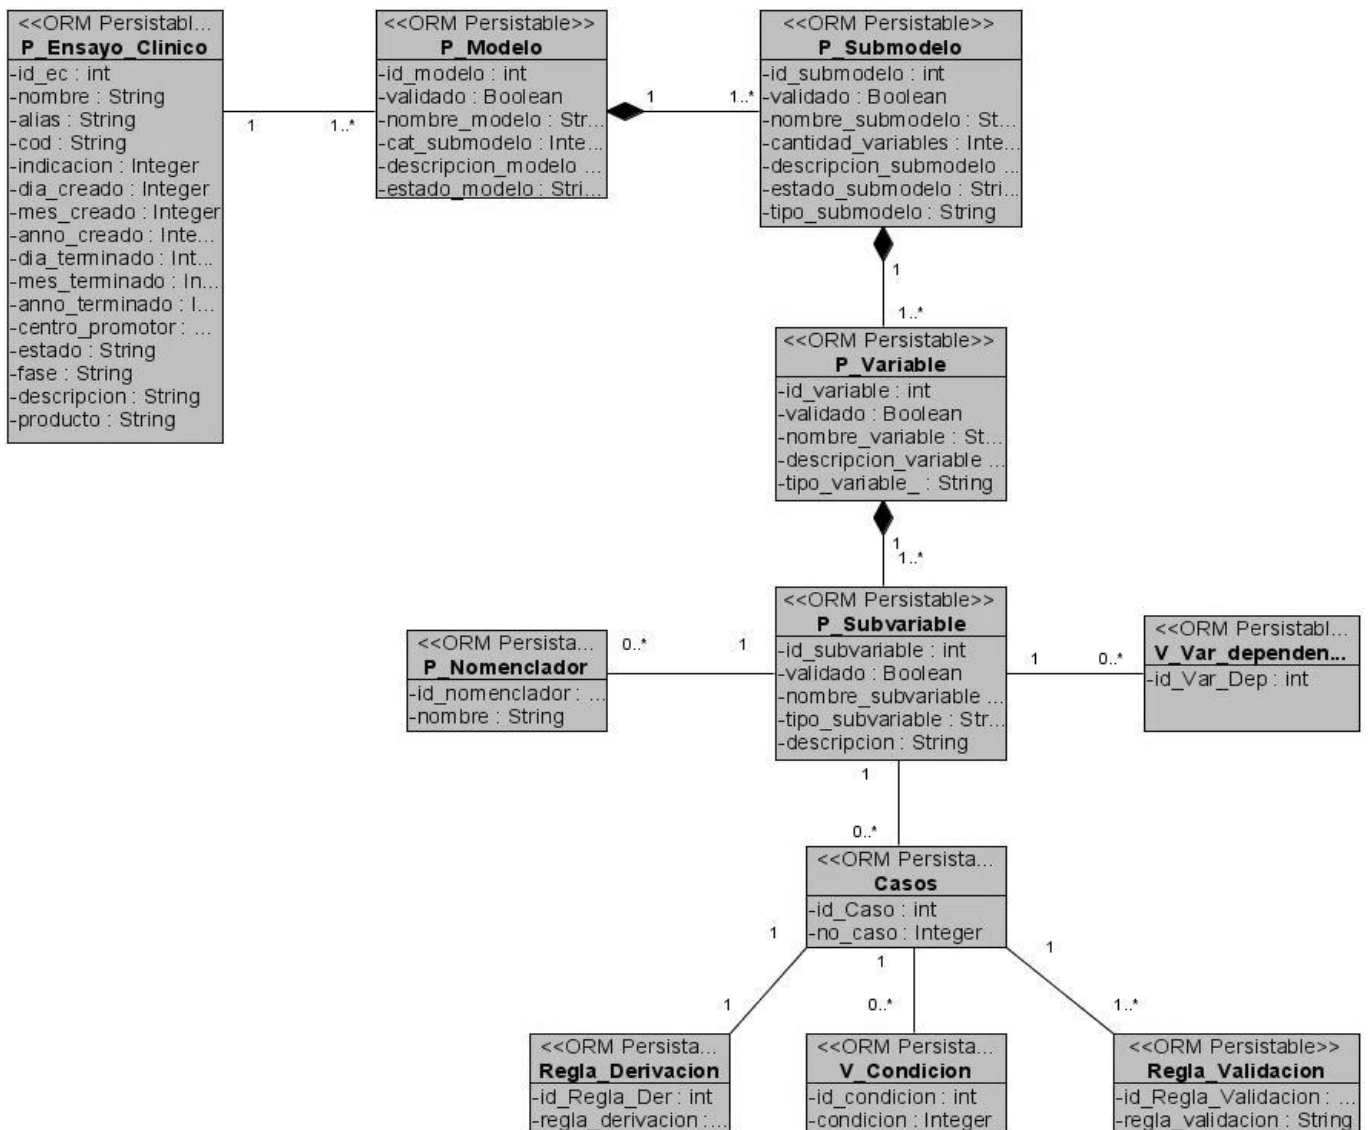 <<ORM Persistabl...
P_Ensayo_Clinico
-id_ec : int
-nombre : String
-alias : String
-cod : String
-indicacion : Integer
-dia_creado : Integer
-mes_creado : Integer
-anno_creado : Inte...
-dia_terminado : Int...
-mes_terminado : In...
-anno_terminado : I...
-centro_promotor : ...
-estado : String
-fase : String
-descripcion : String
-producto : String
1
1..*
<<ORM Persistable>>
P_Modelo
-id_modelo : int
-validado : Boolean
-nombre_modelo : Str...
-cat_submodelo : Inte...
-descripcion_modelo ...
-estado_modelo : Stri...
1
1..*
<<ORM Persistable>>
P_Submodelo
-id_submodelo : int
-validado : Boolean
-nombre_submodelo : St...
-cantidad_variables : Inte...
-descripcion_submodelo ...
-estado_submodelo : Stri...
-tipo_submodelo : String
1
1..*
<<ORM Persistable>>
P_Variable
-id_variable : int
-validado : Boolean
-nombre_variable : St...
-descripcion_variable ...
-tipo_variable_ : String
1
1..*
<<ORM Persista...
P_Nomenclador
-id_nomenclador : ...
-nombre : String
0..*
1
<<ORM Persistable>>
P_Subvariable
-id_subvariable : int
-validado : Boolean
-nombre_subvariable ...
-tipo_subvariable : Str...
-descripcion : String
1
0..*
<<ORM Persistabl...
V_Var_dependen...
-id_Var_Dep : int
1
0..*
<<ORM Persista...
Casos
-id_Caso : int
-no_caso : Integer
1
1
1
1
0..*
1..*
<<ORM Persista...
Regla_Derivacion
-id_Regla_Der : int
-regla_derivacion : ...
<<ORM Persista...
V_Condicion
-id_condicion : int
-condicion : Integer
<<ORM Persistable>>
Regla_Validacion
-id_Regla_Validacion : ...
-regla_validacion : String